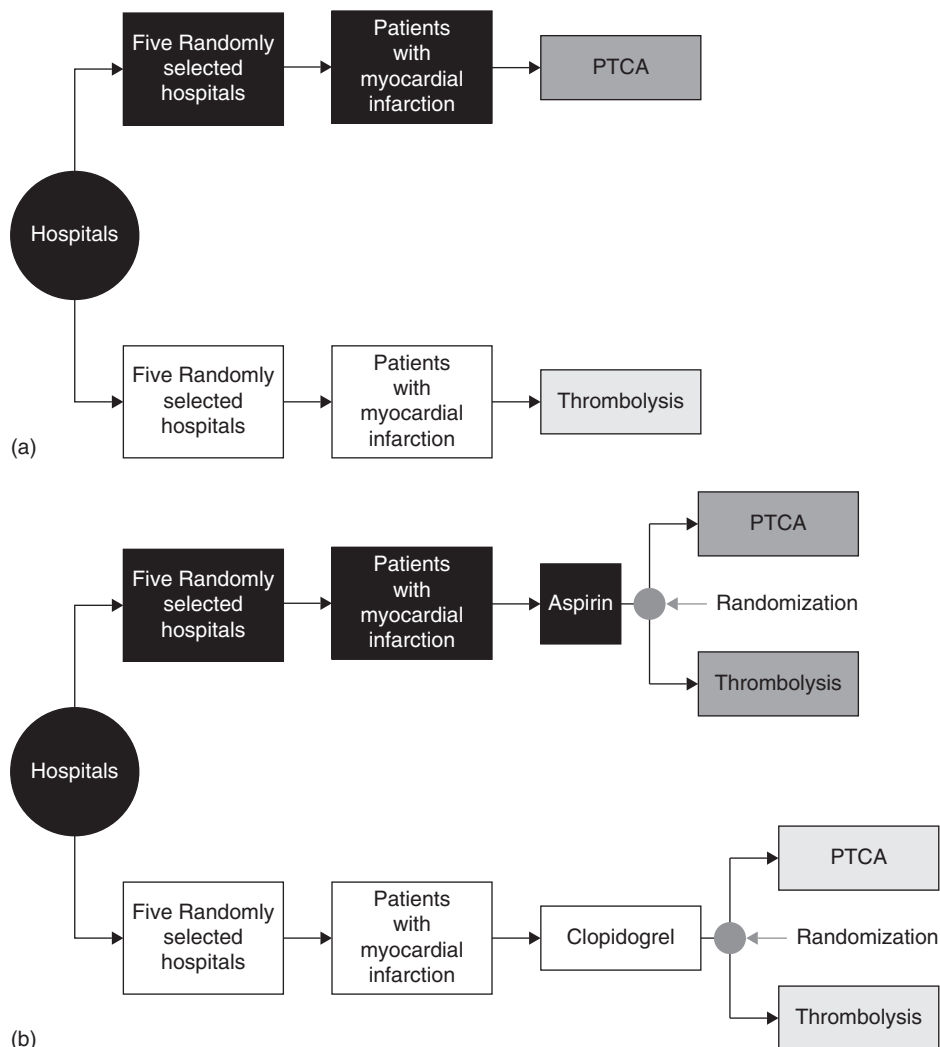 Five Randomly
selected
hospitals
Patients
with
myocardial
infarction
PTCA
Hospitals
Five Randomly
selected
hospitals
Patients
with
myocardial
infarction
Thrombolysis
(a)
Five Randomly
selected
hospitals
Patients
with
myocardial
infarction
Aspirin
PTCA
Randomization
Thrombolysis
Hospitals
Five Randomly
selected
hospitals
Patients
with
myocardial
infarction
Clopidogrel
PTCA
Randomization
Thrombolysis
(b)